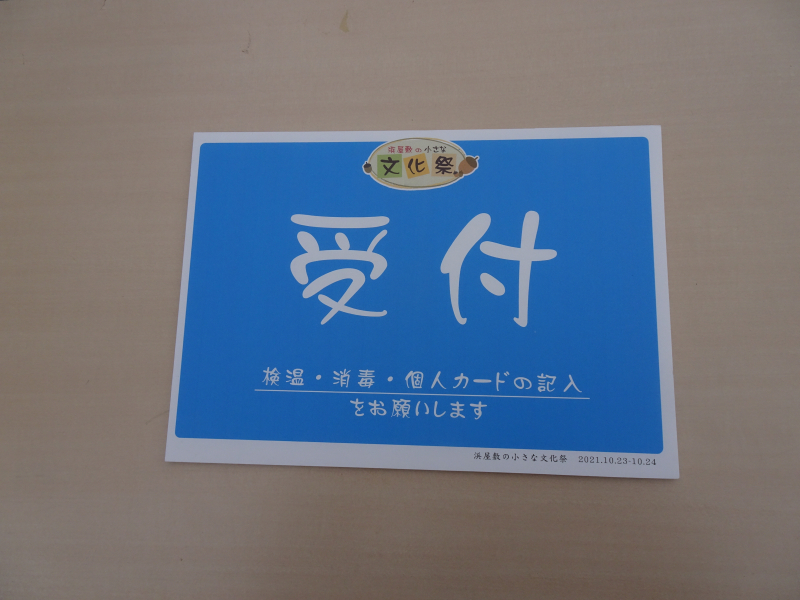 浜屋敷の小さな
文化祭
受付
検温・消毒・個人カードの記入
をお願いします
浜屋敷の小さな文化祭 2021.10.23-10.24